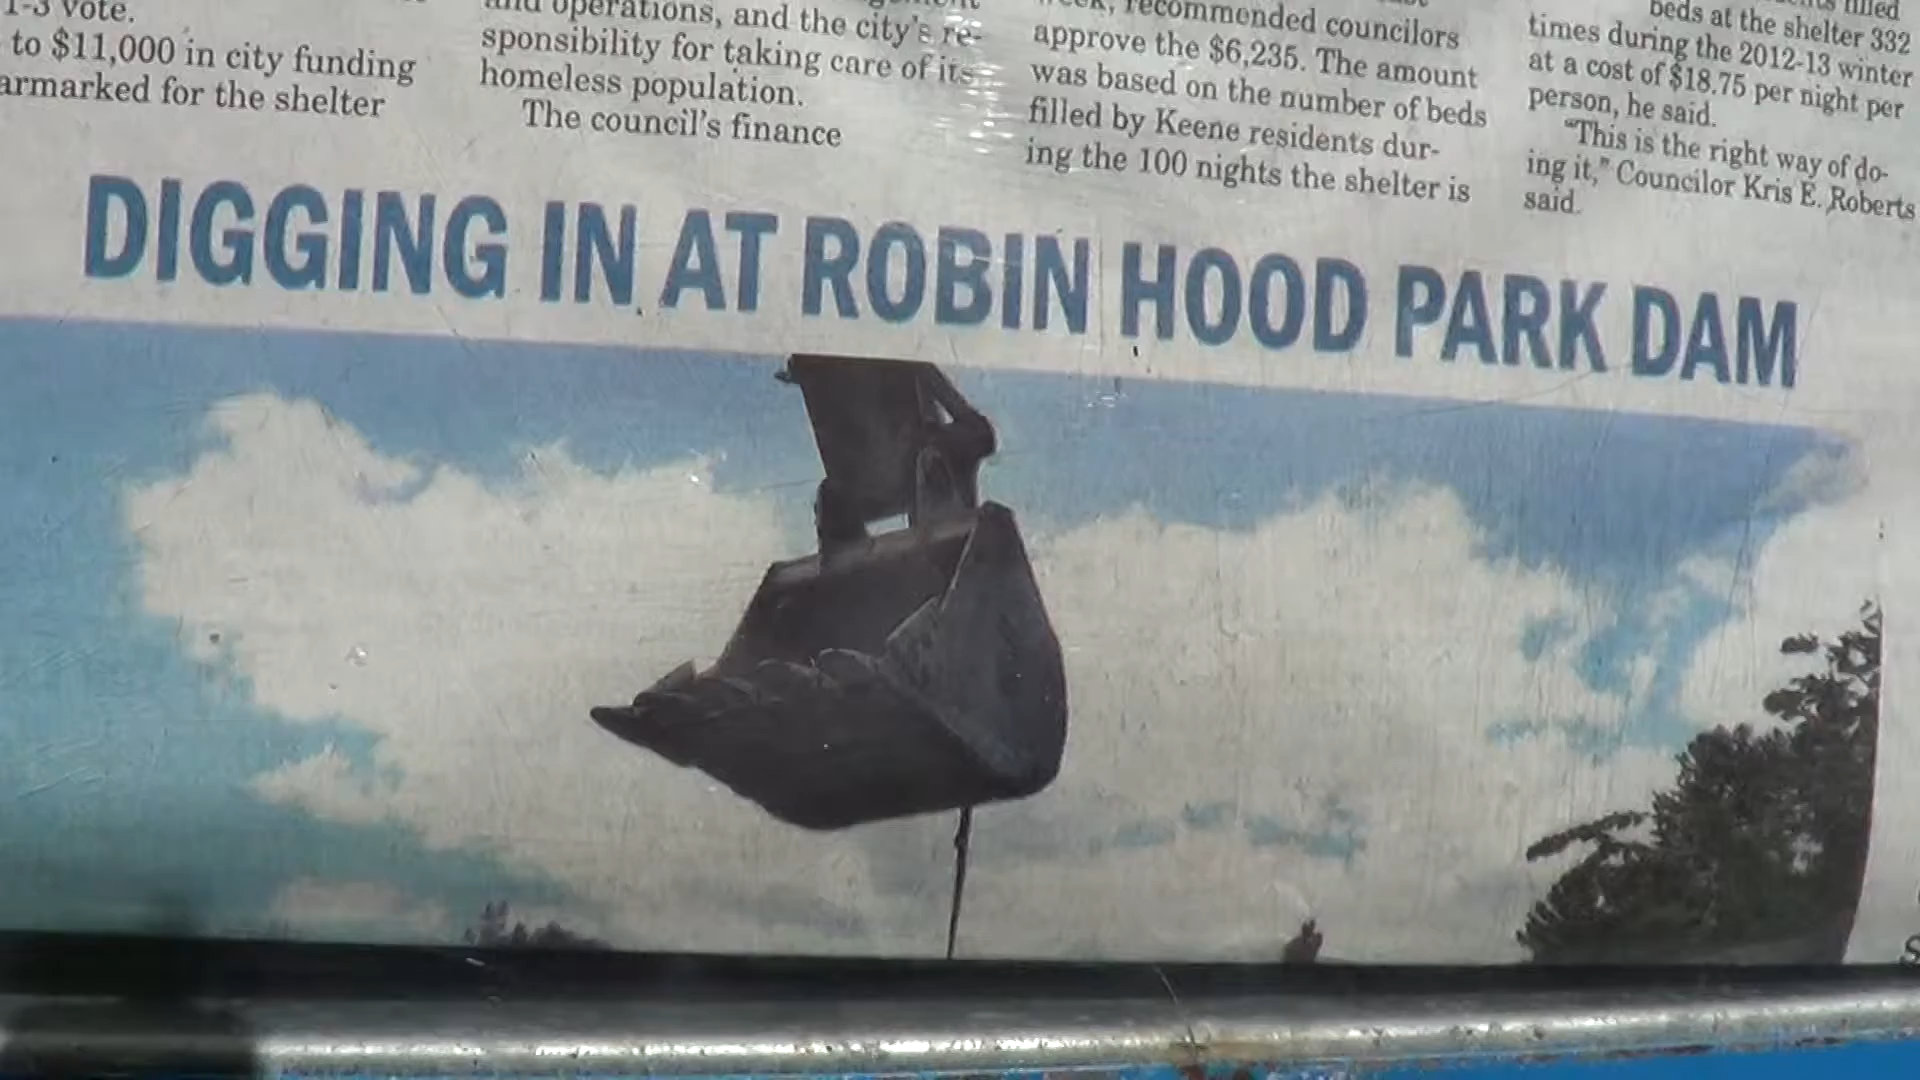 1-3 vote.
to $11,000 in city funding
armarked for the shelter
and operations, and the city's re-
sponsibility for taking care of its
homeless population.
The council's finance
recommended councilors
approve the $6,235. The amount
was based on the number of beds
filled by Keene residents dur-
ing the 100 nights the shelter is
filled
beds at the shelter 332
times during the 2012-13 winter
at a cost of $18.75 per night per
person, he said.
"This is the right way of do-
ing it," Councilor Kris E. Roberts
said.
DIGGING IN AT ROBIN HOOD PARK DAM